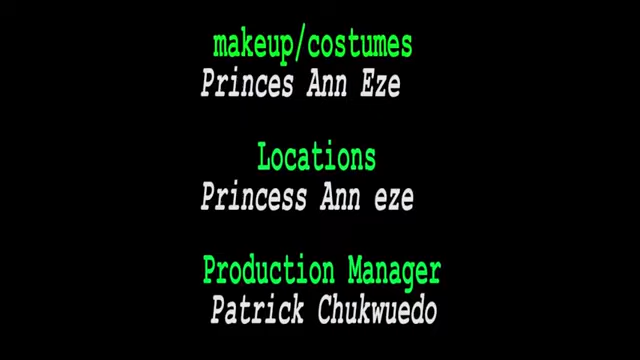 makeup/costumes
Princes Ann Eze
Locations
Princess Ann eze
Production Manager
Patrick Chukwuedo